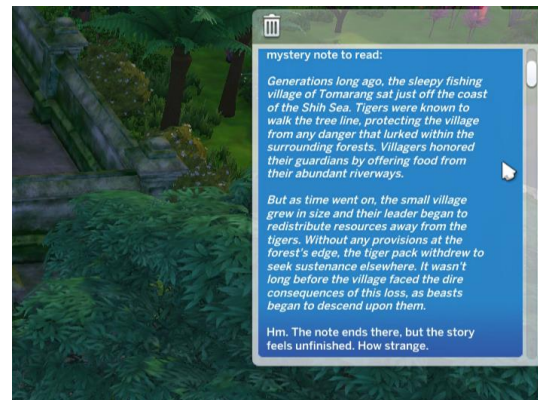 mystery note to read:
Generations long ago, the sleepy fishing
village of Tomarang sat just off the coast
of the Shih Sea. Tigers were known to
walk the tree line, protecting the village
from any danger that lurked within the
surrounding forests. Villagers honored
their guardians by offering food from
their abundant riverways.
But as time went on, the small village
grew in size and their leader began to
redistribute resources away from the
tigers. Without any provisions at the
forest's edge, the tiger pack withdrew to
seek sustenance elsewhere. It wasn't
long before the village faced the dire
consequences of this loss, as beasts
began to descend upon them.
Hm. The note ends there, but the story
feels unfinished. How strange.